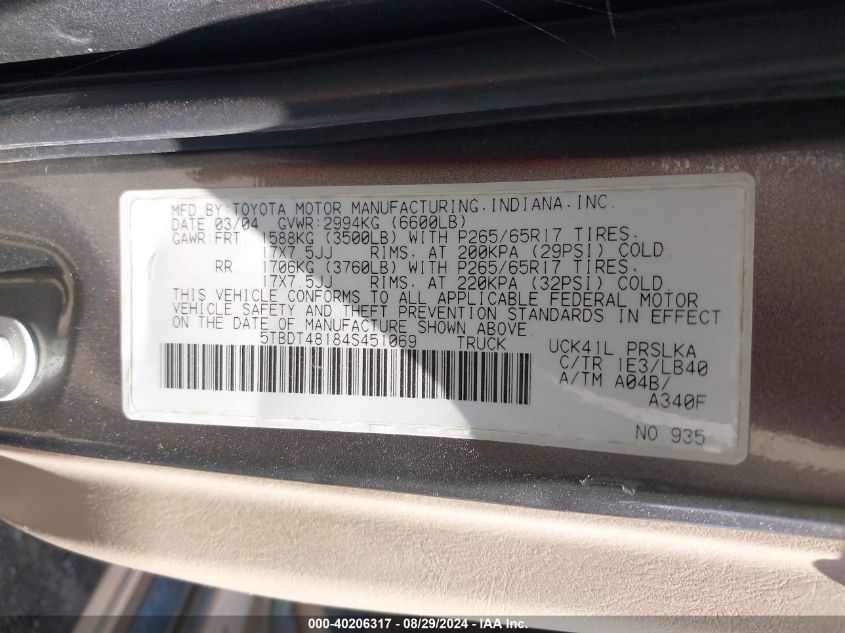 MFD BY:TOYOTA MOTOR MANUFACTURING.INDIANA.INC.
DATE 03/04 GVWR:2994KG (6600LB)
GAWR:FRT. 1588KG (3500LB) WITH P265/65R17 TIRES.
17X7.5JJ RIMS. AT 200KPA (29PSI) COLD.
RR. 1706KG (3760LB) WITH P265/65R17 TIRES.
17X7.5JJ RIMS. AT 220KPA (32PSI) COLD.
THIS VEHICLE CONFORMS TO ALL APPLICABLE FEDERAL MOTOR
VEHICLE SAFETY AND THEFT PREVENTION STANDARDS IN EFFECT
ON THE DATE OF MANUFACTURE SHOWN ABOVE.
5TBDT48184S451069 TRUCK UCK41L PRSLKA
C/TR 1E3/LB40
A/TM A04B/
A340F
NO.935
000-40206317 - 08/29/2024 - IAA Inc.